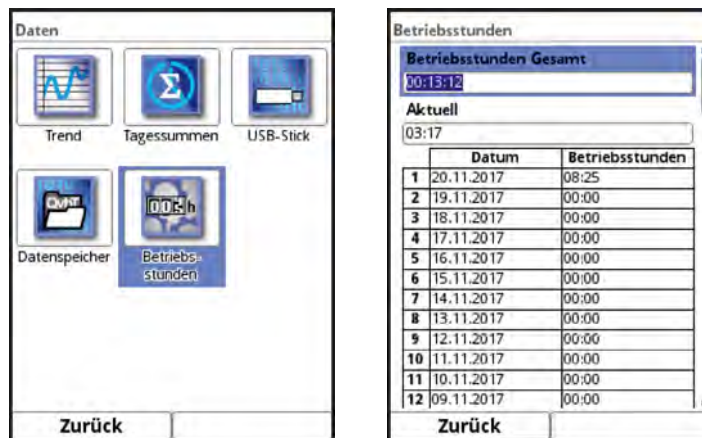 Daten
Trend
Tagessummen
USB-Stick
Datenspeicher
Betriebs-
stunden
Zurück
Betriebsstunden
Betriebsstunden Gesamt
00:13:12
Aktuell
03:17
Datum Betriebsstunden
1 20.11.2017 08:25
2 19.11.2017 00:00
3 18.11.2017 00:00
4 17.11.2017 00:00
5 16.11.2017 00:00
6 15.11.2017 00:00
7 14.11.2017 00:00
8 13.11.2017 00:00
9 12.11.2017 00:00
10 11.11.2017 00:00
11 10.11.2017 00:00
12 09.11.2017 00:00
Zurück